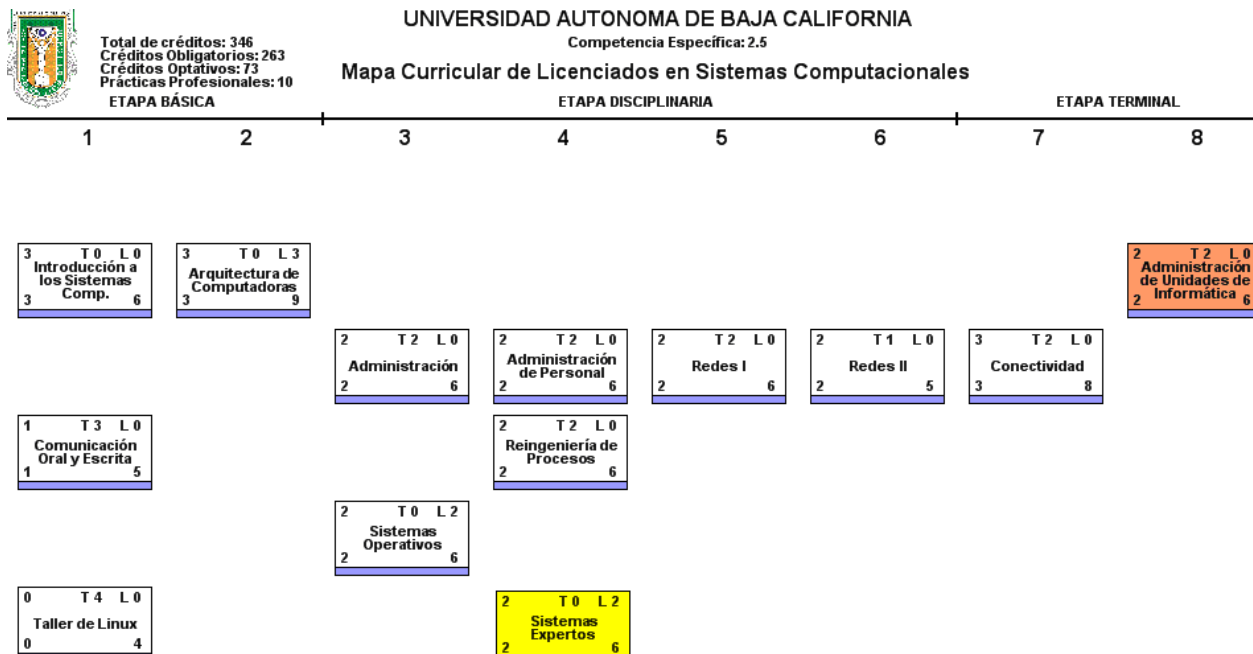 UNIVERSIDAD AUTONOMA DE BAJA CALIFORNIA
Total de créditos: 346
Créditos Obligatorios: 263
Créditos Optativos: 73
Prácticas Profesionales: 10
Competencia Específica: 2.5
Mapa Curricular de Licenciados en Sistemas Computacionales
ETAPA BÁSICA ETAPA DISCIPLINARIA ETAPA TERMINAL
1 2 3 4 5 6 7 8
3 T 0 L 0
Introducción a
los Sistemas
Comp.
3 6
3 T 0 L 3
Arquitectura de
Computadoras
3 9
2 T 2 L 0
Administración
de Unidades de
Informática
2 6
2 T 2 L 0
Administración
2 6
2 T 2 L 0
Administración
de Personal
2 6
2 T 2 L 0
Redes I
2 6
2 T 1 L 0
Redes II
2 5
3 T 2 L 0
Conectividad
3 8
1 T 3 L 0
Comunicación
Oral y Escrita
1 5
2 T 2 L 0
Reingeniería de
Procesos
2 6
2 T 0 L 2
Sistemas
Operativos
2 6
0 T 4 L 0
Taller de Linux
0 4
2 T 0 L 2
Sistemas
Expertos
2 6